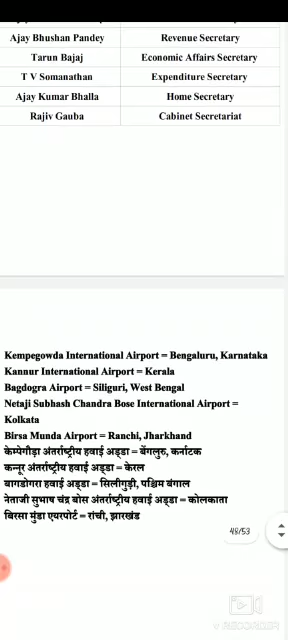 Ajay Bhushan Pandey Revenue Secretary
Tarun Bajaj Economic Affairs Secretary
T V Somanathan Expenditure Secretary
Ajay Kumar Bhalla Home Secretary
Rajiv Gauba Cabinet Secretariat
Kempegowda International Airport = Bengaluru, Karnataka
Kannur International Airport = Kerala
Bagdogra Airport = Siliguri, West Bengal
Netaji Subhash Chandra Bose International Airport =
Kolkata
Birsa Munda Airport = Ranchi, Jharkhand
केम्पेगौड़ा अंतर्राष्ट्रीय हवाई अड्डा = बेंगलुरु, कर्नाटक
कन्नूर अंतर्राष्ट्रीय हवाई अड्डा = केरल
बागडोगरा हवाई अड्डा = सिलीगुड़ी, पश्चिम बंगाल
नेताजी सुभाष चंद्र बोस अंतर्राष्ट्रीय हवाई अड्डा = कोलकाता
बिरसा मुंडा एयरपोर्ट = रांची, झारखंड
48/53
RECORDER